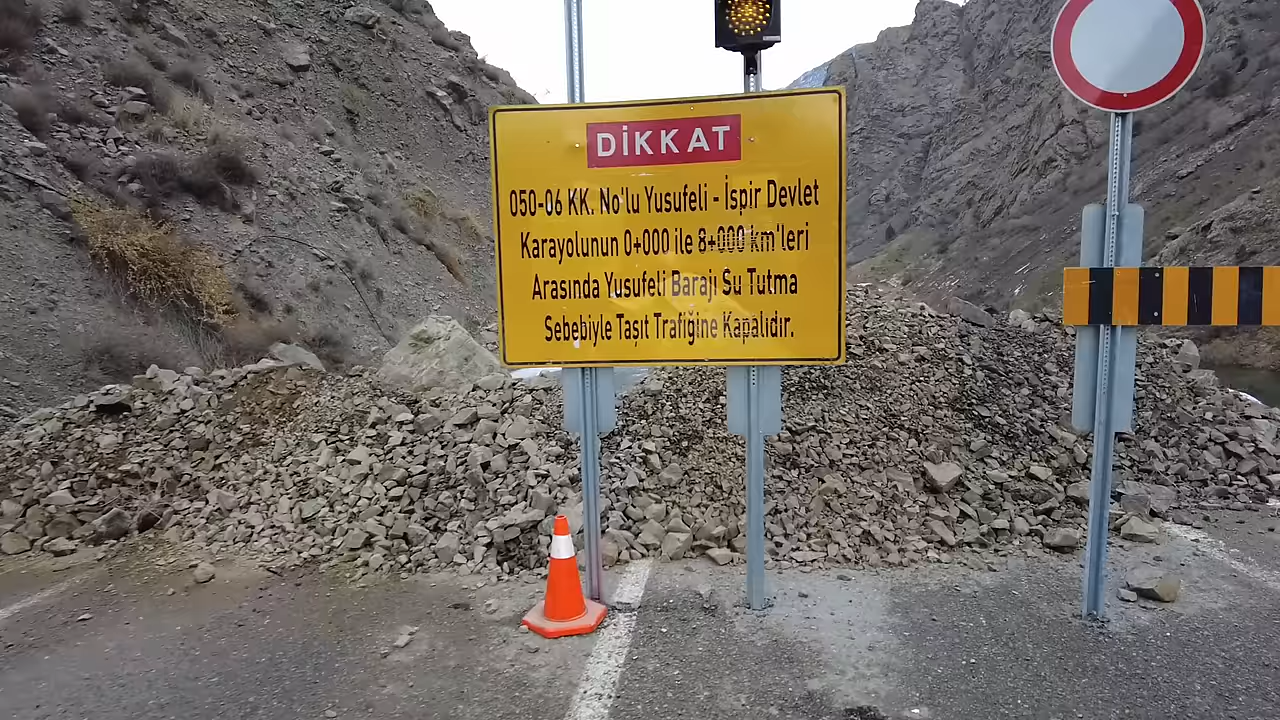 DİKKAT
050-06 KK. No'lu Yusufeli - İspir Devlet
Karayolunun 0+000 ile 8+000 km'leri
Arasında Yusufeli Barajı Su Tutma
Sebebiyle Taşıt Trafiğine Kapalıdır.